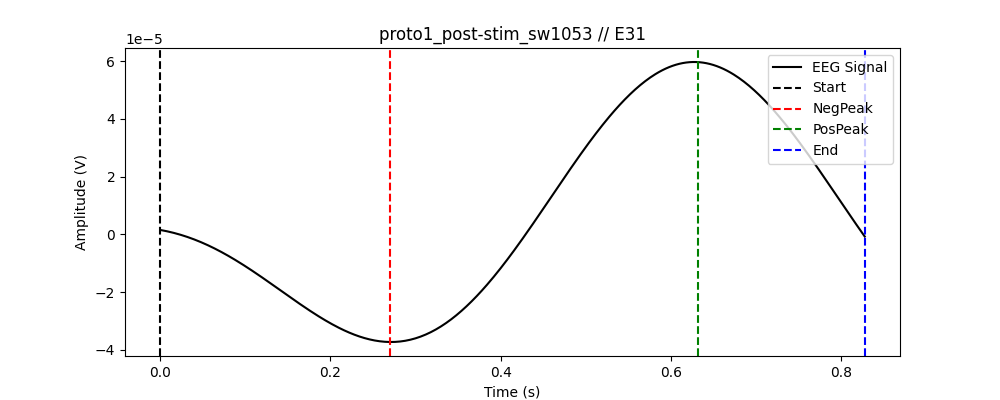 proto1_post-stim_sw1053 // E31
1e−5
6
4
2
0
−2
−4
Amplitude (V)
EEG Signal
Start
NegPeak
PosPeak
End
0.0 0.2 0.4 0.6 0.8
Time (s)